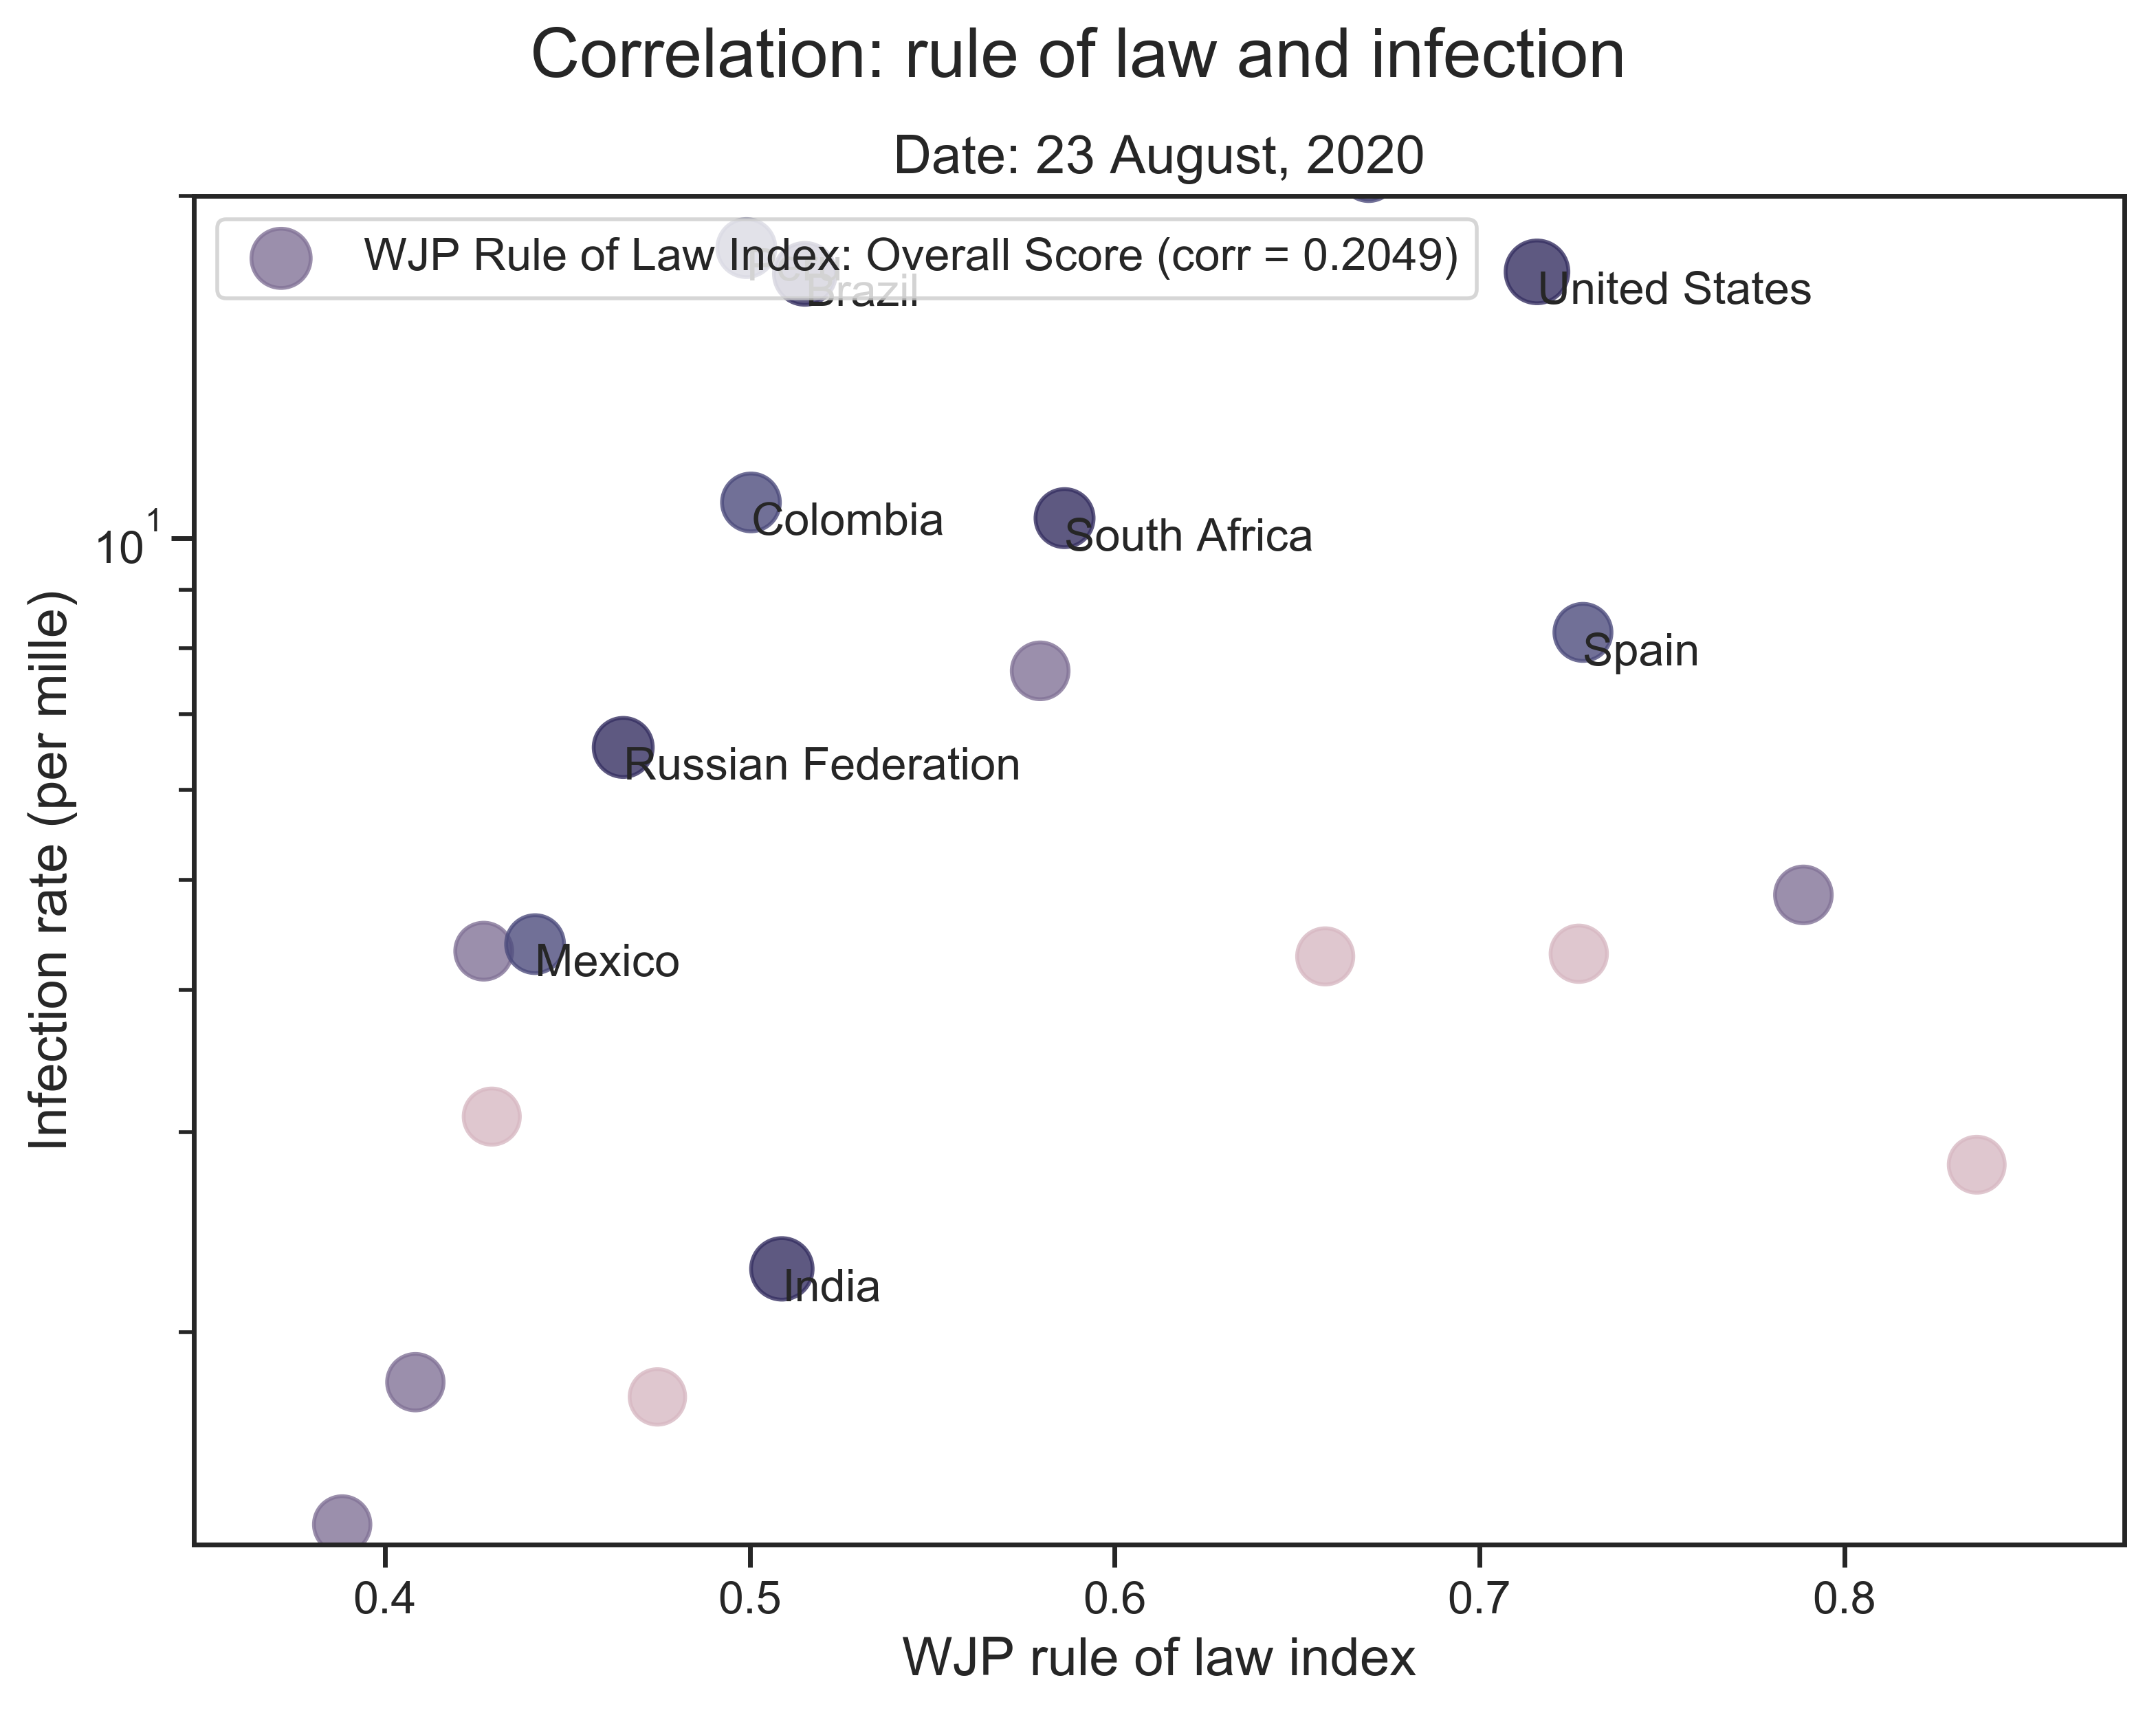 Correlation: rule of law and infection
Date: 23 August, 2020
WJP Rule of Law Index: Overall Score (corr = 0.2049)
Brazil
United States
Colombia
South Africa
Spain
Russian Federation
Mexico
India
10¹
Infection rate (per mille)
0.4 0.5 0.6 0.7 0.8
WJP rule of law index